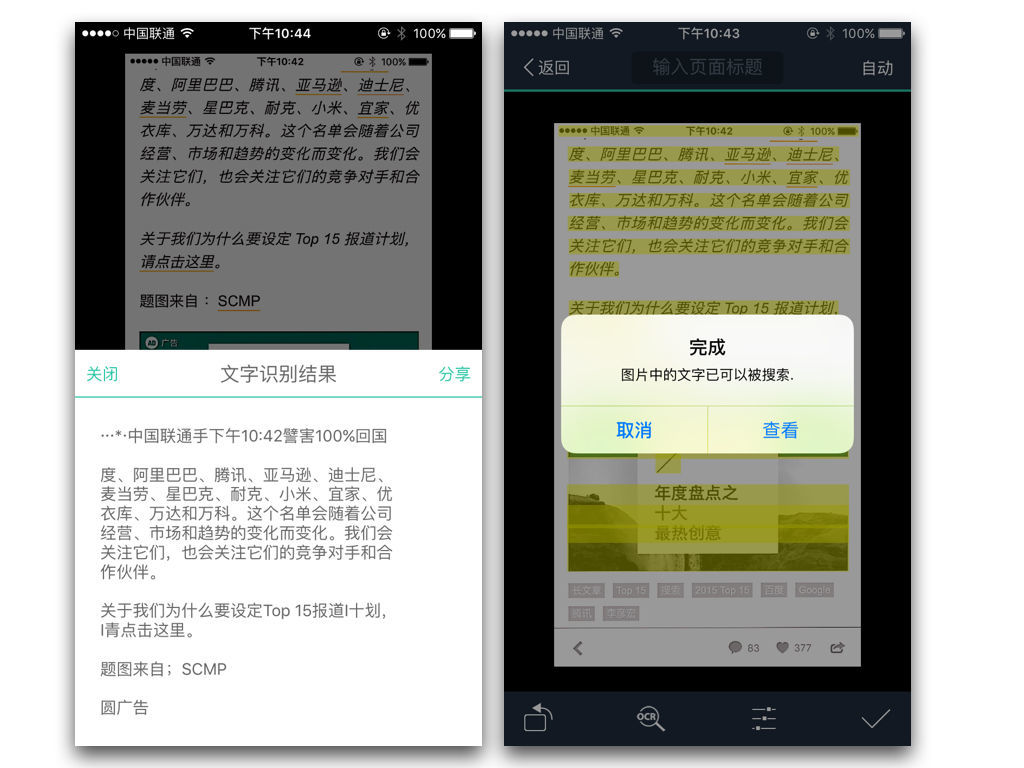 中国联通 下午10:44 100%
中国联通 下午10:42 100%
度、阿里巴巴、腾讯、亚马逊、迪士尼、
麦当劳、星巴克、耐克、小米、宜家、优
衣库、万达和万科。这个名单会随着公司
经营、市场和趋势的变化而变化。我们会
关注它们，也会关注它们的竞争对手和合
作伙伴。
关于我们为什么要设定 Top 15 报道计划,
请点击这里。
题图来自： SCMP
AD 广告
关闭 文字识别结果 分享
···*·中国联通手下午10:42譬害100%回国
度、阿里巴巴、腾讯、亚马逊、迪士尼、
麦当劳、星巴克、耐克、小米、宜家、优
衣库、万达和万科。这个名单会随着公司
经营、市场和趋势的变化而变化。我们会
关注它们，也会关注它们的竞争对手和合
作伙伴。
关于我们为什么要设定Top 15报道l十划,
l青点击这里。
题图来自；SCMP
圆广告
中国联通 下午10:43 100%
返回 输入页面标题 自动
中国联通 下午10:42 100%
度、阿里巴巴、腾讯、亚马逊、迪士尼、
麦当劳、星巴克、耐克、小米、宜家、优
衣库、万达和万科。这个名单会随着公司
经营、市场和趋势的变化而变化。我们会
关注它们，也会关注它们的竞争对手和合
作伙伴。
关于我们为什么要设定 Top 15 报道计划,
完成
图片中的文字已可以被搜索.
取消 查看
年度盘点之
十大
最热创意
长文章 Top 15 搜索 2015 Top 15 百度 Google
腾讯 李彦宏
83 377
OCR